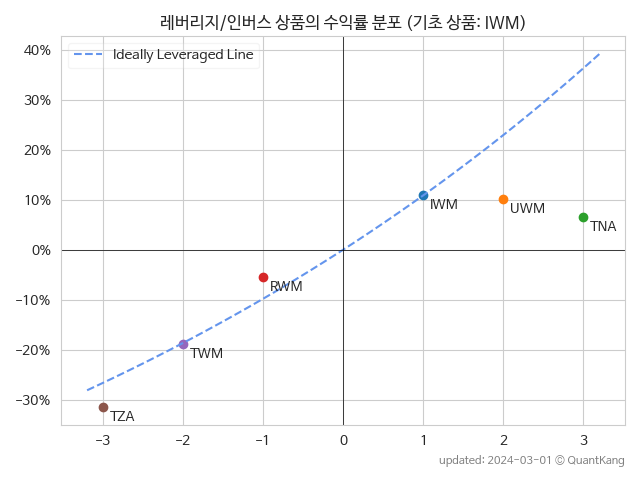 레버리지/인버스 상품의 수익률 분포 (기초 상품: IWM)
40%
Ideally Leveraged Line
30%
20%
10%
IWM
UWM
TNA
0%
RWM
−10%
−20%
TWM
−30%
TZA
−3
−2
−1
0
1
2
3
updated: 2024-03-01 © QuantKang